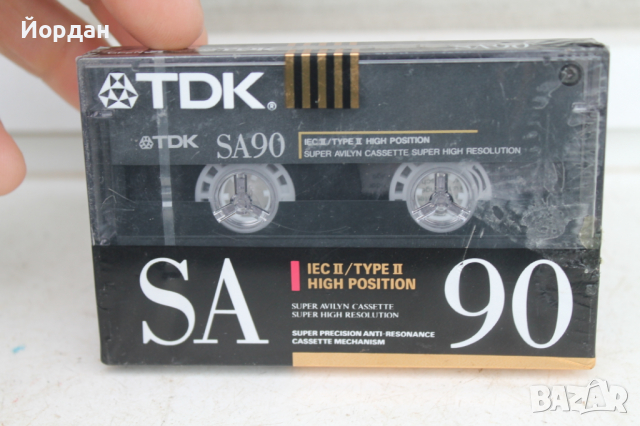 Йордан
90
TDK®
TDK SA90 IEC II/TYPE II HIGH POSITION
SUPER AVILYN CASSETTE SUPER HIGH RESOLUTION
SA
IEC II/TYPE II
HIGH POSITION
SUPER AVILYN CASSETTE
SUPER HIGH RESOLUTION
SUPER PRECISION ANTI-RESONANCE
CASSETTE MECHANISM
90
BAZAR